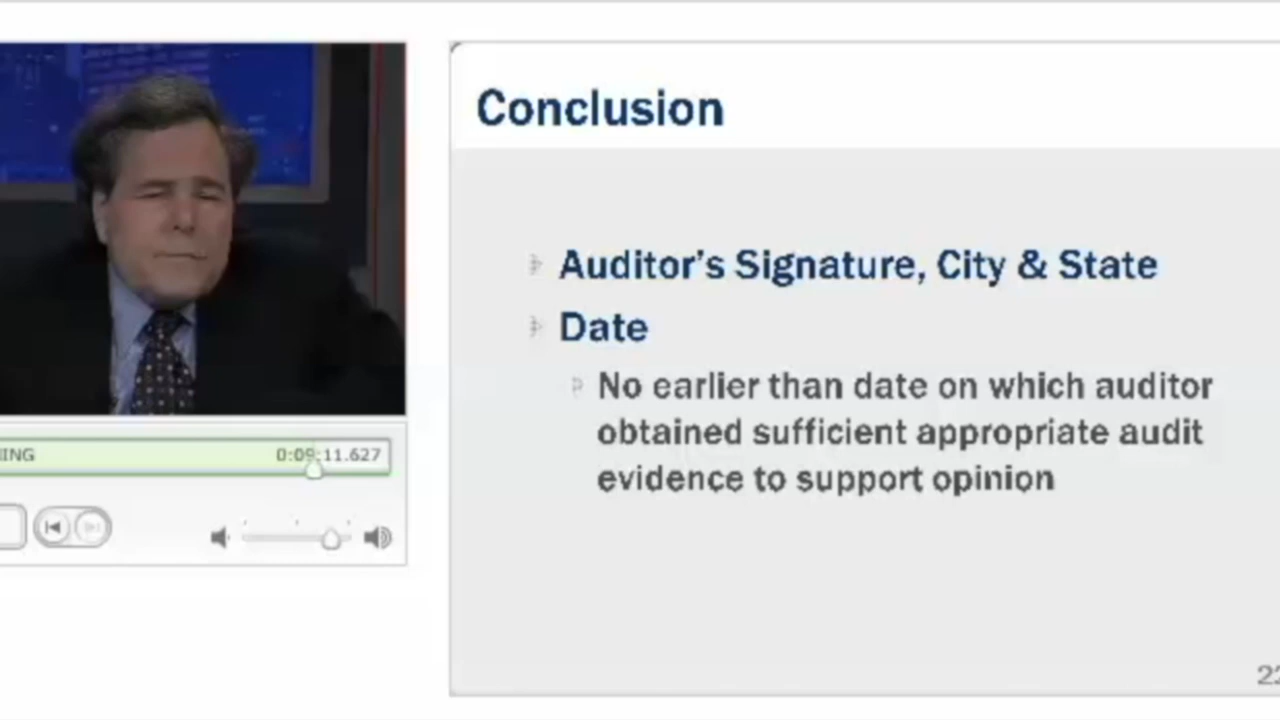 Conclusion
Auditor's Signature, City & State
Date
No earlier than date on which auditor
obtained sufficient appropriate audit
evidence to support opinion
ING
0:09:11.627
22